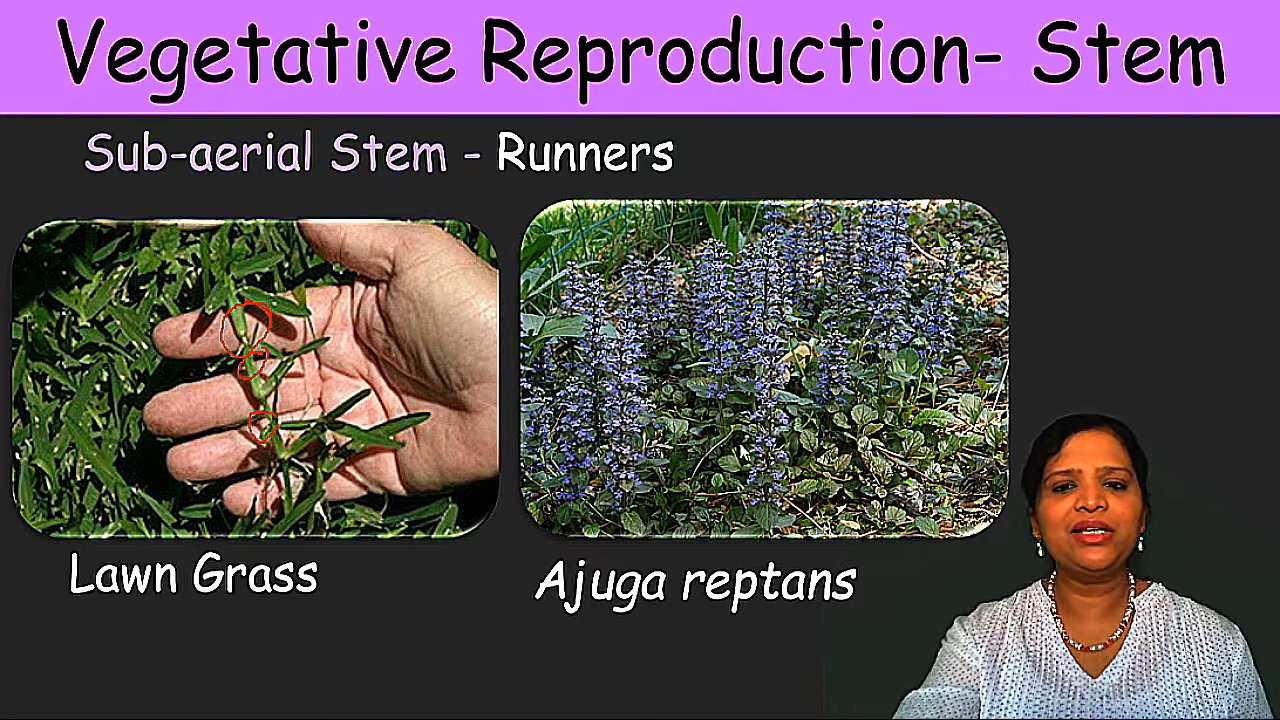 Vegetative Reproduction- Stem
Sub-aerial Stem - Runners
Lawn Grass
Ajuga reptans